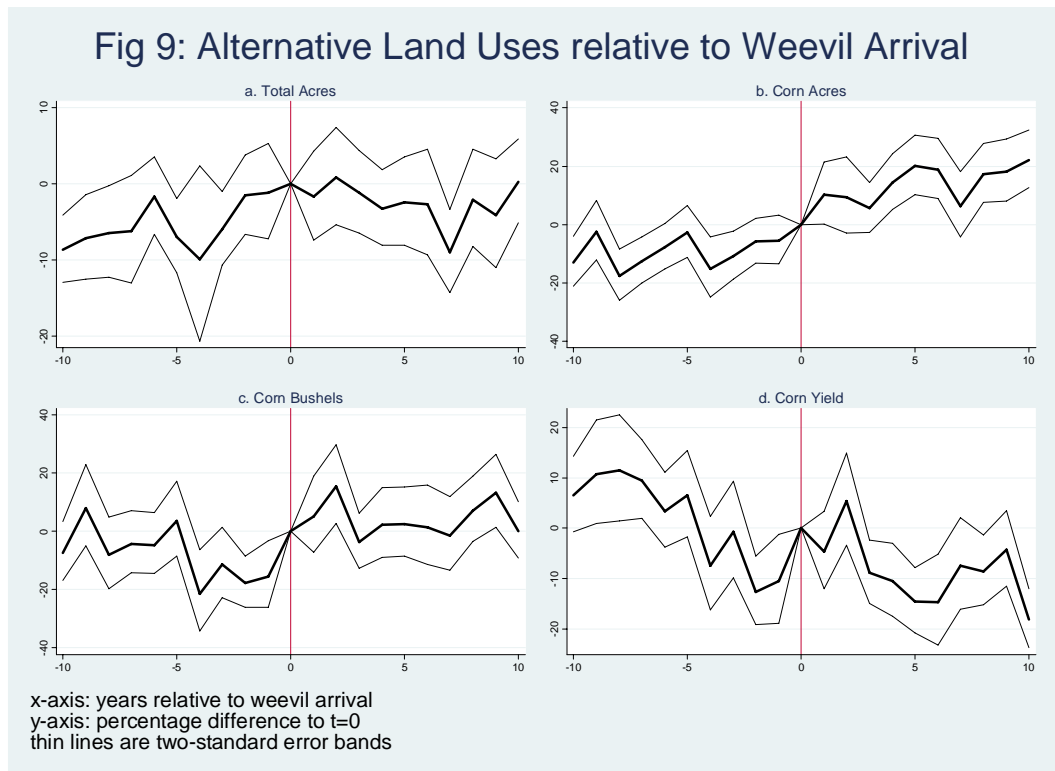 Fig 9: Alternative Land Uses relative to Weevil Arrival
a. Total Acres
10
0
-10
-20
-10 -5 0 5 10
b. Corn Acres
40
20
0
-20
-40
-10 -5 0 5 10
c. Corn Bushels
40
20
0
-20
-40
-10 -5 0 5 10
d. Corn Yield
20
10
0
-10
-20
-10 -5 0 5 10
x-axis: years relative to weevil arrival
y-axis: percentage difference to t=0
thin lines are two-standard error bands